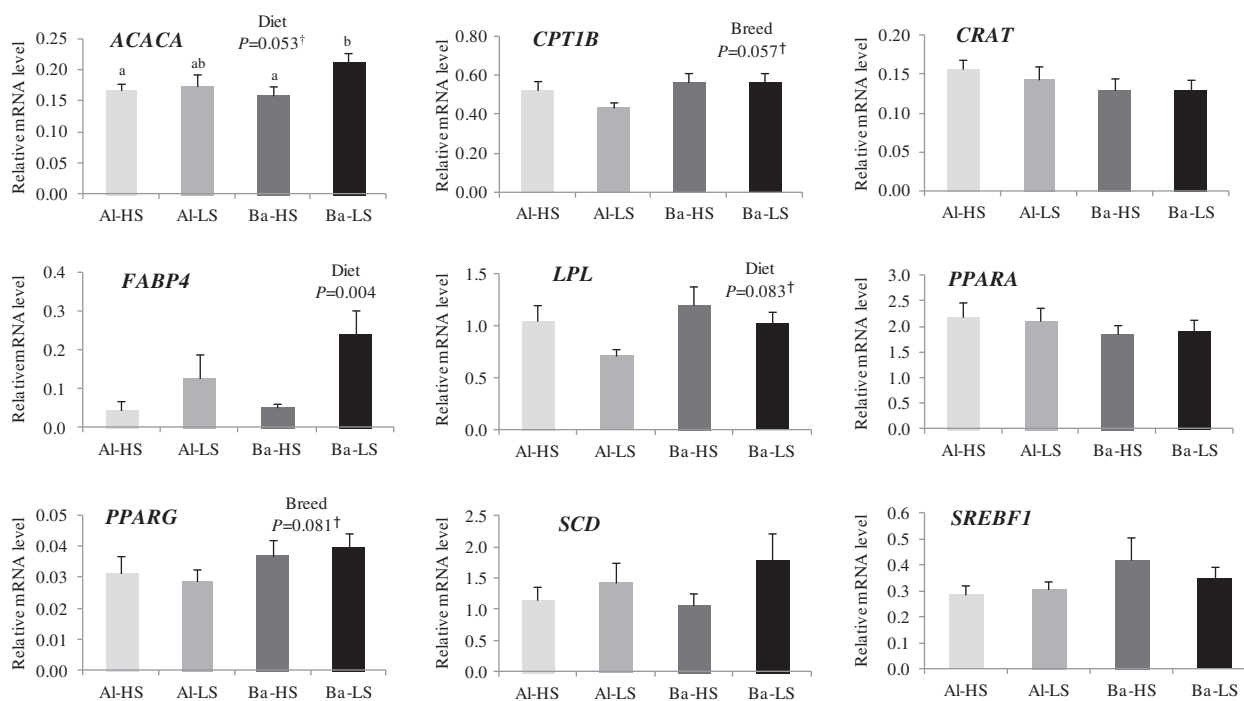 ACACA
Diet
P=0.053†
Relative mRNA level
0.25
0.20
0.15
0.10
0.05
0.00
a
ab
a
b
Al-HS
Al-LS
Ba-HS
Ba-LS
CPT1B
Breed
P=0.057†
Relative mRNA level
0.80
0.60
0.40
0.20
0.00
Al-HS
Al-LS
Ba-HS
Ba-LS
CRAT
Relative mRNA level
0.20
0.15
0.10
0.05
0.00
Al-HS
Al-LS
Ba-HS
Ba-LS
FABP4
Diet
P=0.004
Relative mRNA level
0.4
0.3
0.2
0.1
0.0
Al-HS
Al-LS
Ba-HS
Ba-LS
LPL
Diet
P=0.083†
Relative mRNA level
1.5
1.0
0.5
0.0
Al-HS
Al-LS
Ba-HS
Ba-LS
PPARA
Relative mRNA level
3.0
2.5
2.0
1.5
1.0
0.5
0.0
Al-HS
Al-LS
Ba-HS
Ba-LS
PPARG
Breed
P=0.081†
Relative mRNA level
0.05
0.04
0.03
0.02
0.01
0.00
Al-HS
Al-LS
Ba-HS
Ba-LS
SCD
Relative mRNA level
2.5
2.0
1.5
1.0
0.5
0.0
Al-HS
Al-LS
Ba-HS
Ba-LS
SREBF1
Relative mRNA level
0.6
0.5
0.4
0.3
0.2
0.1
0.0
Al-HS
Al-LS
Ba-HS
Ba-LS